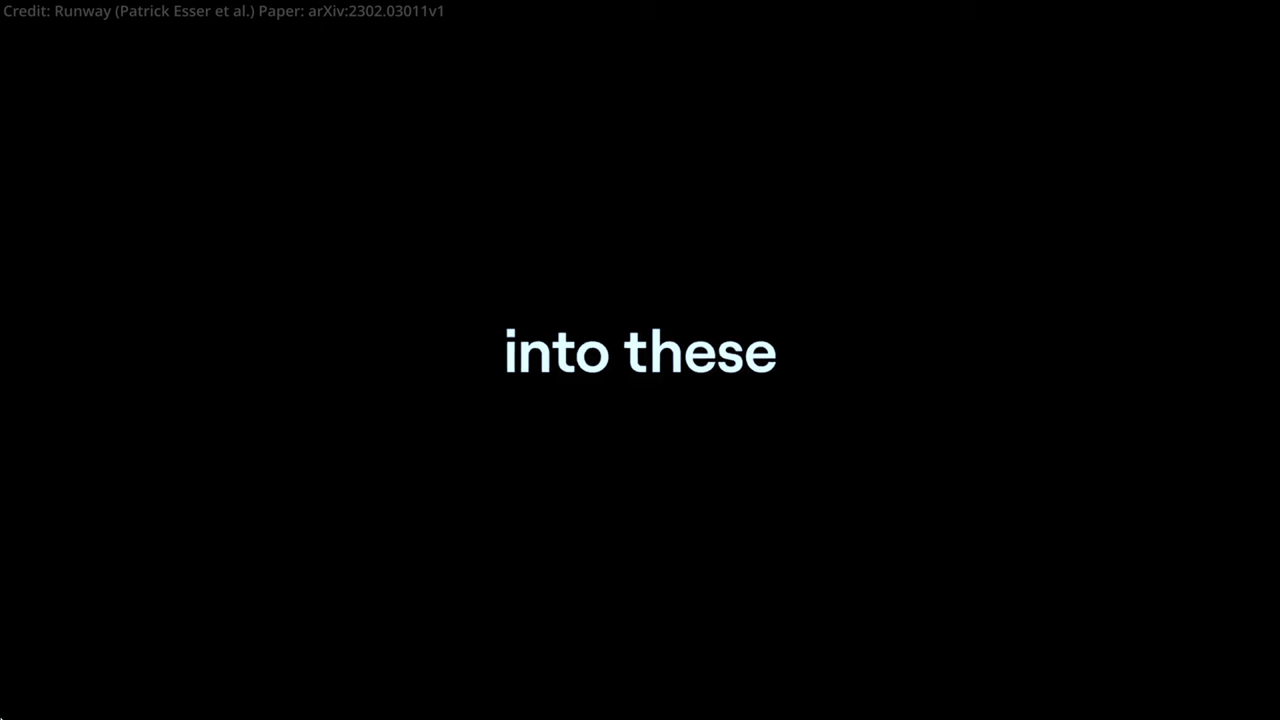 Credit: Runway (Patrick Esser et al.) Paper: arXiv:2302.03011v1
into these